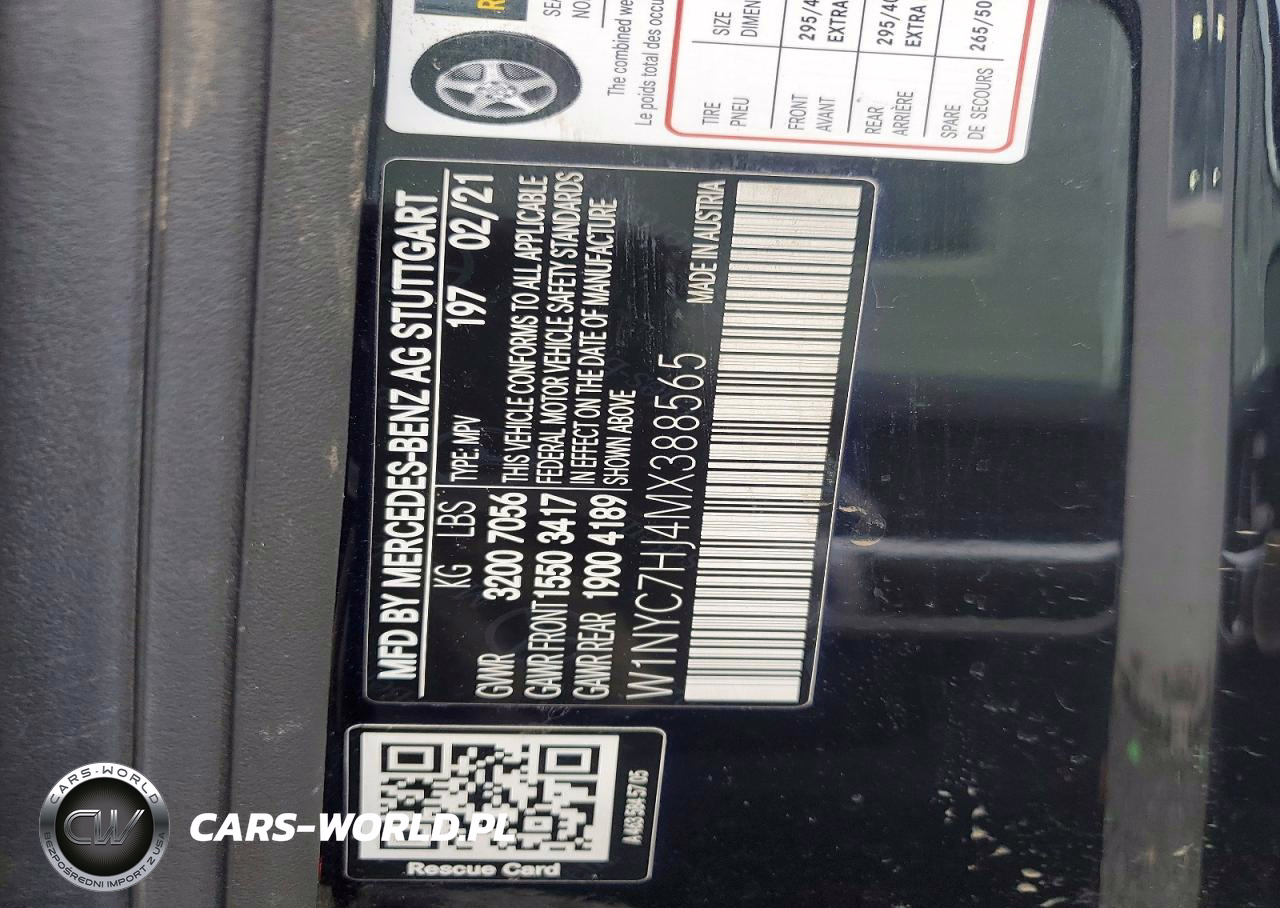 MFD BY MERCEDES-BENZ AG STUTTGART
KG LBS TYPE: MPV 197 02/21
GVWR 3200 7056
GAWR FRONT 1550 3417
GAWR REAR 1900 4189
THIS VEHICLE CONFORMS TO ALL APPLICABLE
FEDERAL MOTOR VEHICLE SAFETY STANDARDS
IN EFFECT ON THE DATE OF MANUFACTURE
SHOWN ABOVE
W1NYC7HJ4MX388565
MADE IN AUSTRIA
The combined we
Le poids total des occu
TIRE SIZE
PNEU DIMEN
FRONT 295/4
AVANT EXTRA
REAR 295/40
ARRIÈRE EXTRA
SPARE 265/50
DE SECOURS
Rescue Card
CARS-WORLD
CW
BEZPOŚREDNI IMPORT Z USA
CARS-WORLD.PL